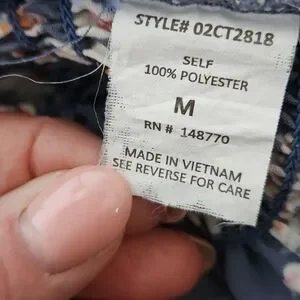 STYLE# 02CT2818
SELF
100% POLYESTER
M
RN # 148770
MADE IN VIETNAM
SEE REVERSE FOR CARE